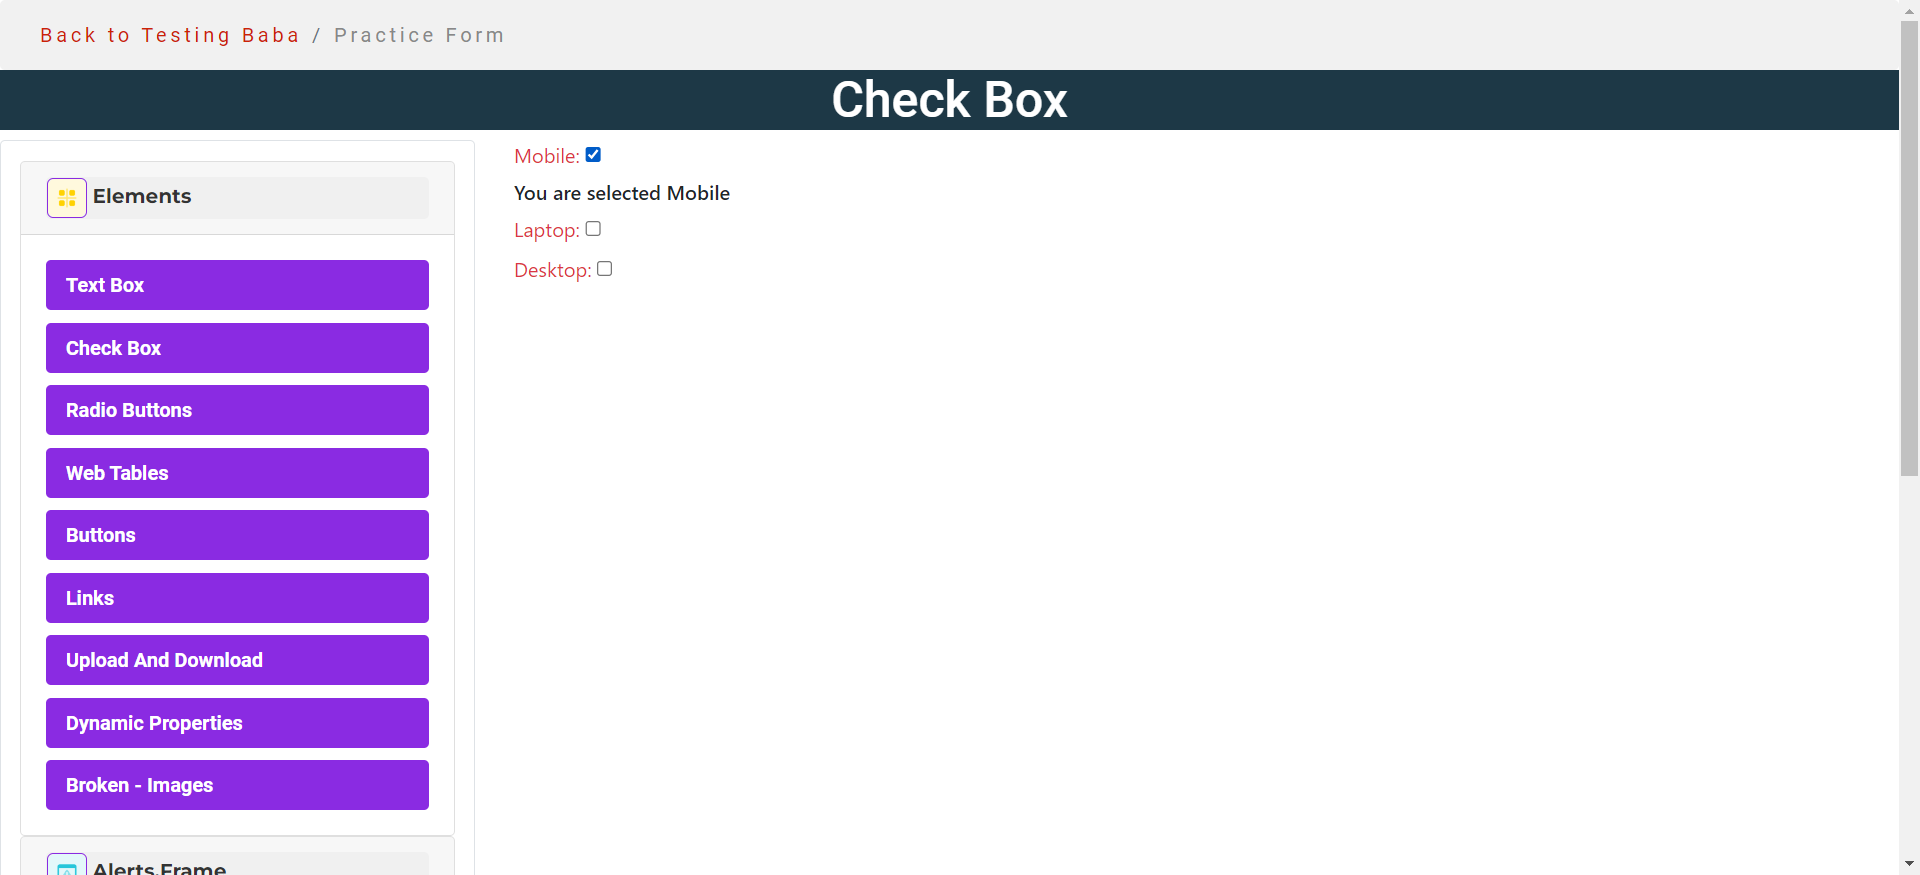 Back to Testing Baba / Practice Form
Check Box
Elements
Text Box
Check Box
Radio Buttons
Web Tables
Buttons
Links
Upload And Download
Dynamic Properties
Broken - Images
Alerts,Frame
Mobile:
You are selected Mobile
Laptop:
Desktop: